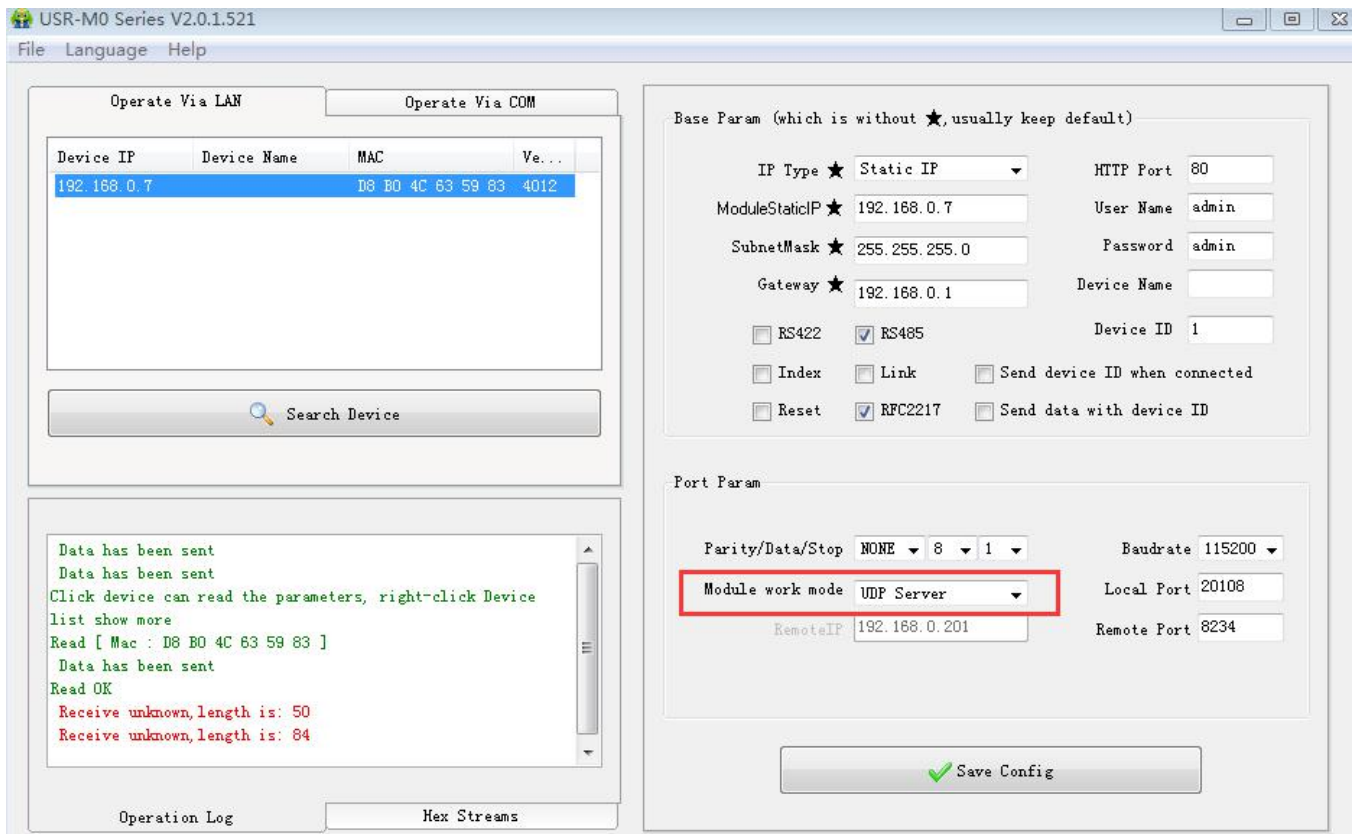 USR-M0 Series V2.0.1.521
File Language Help
Operate Via LAN Operate Via COM
Device IP Device Name MAC Ve...
192.168.0.7 D8 B0 4C 63 59 83 4012
Search Device
Data has been sent
Data has been sent
Click device can read the parameters, right-click Device
list show more
Read [ Mac : D8 B0 4C 63 59 83 ]
Data has been sent
Read OK
Receive unknown,length is: 50
Receive unknown,length is: 84
Operation Log Hex Streams
Base Param (which is without ★,usually keep default)
IP Type ★ Static IP HTTP Port 80
ModuleStaticIP ★ 192.168.0.7 User Name admin
SubnetMask ★ 255.255.255.0 Password admin
Gateway ★ 192.168.0.1 Device Name
RS422 RS485 Device ID 1
Index Link Send device ID when connected
Reset RFC2217 Send data with device ID
Port Param
Parity/Data/Stop NONE 8 1 Baudrate 115200
Module work mode UDP Server Local Port 20108
RemoteIP 192.168.0.201 Remote Port 8234
Save Config